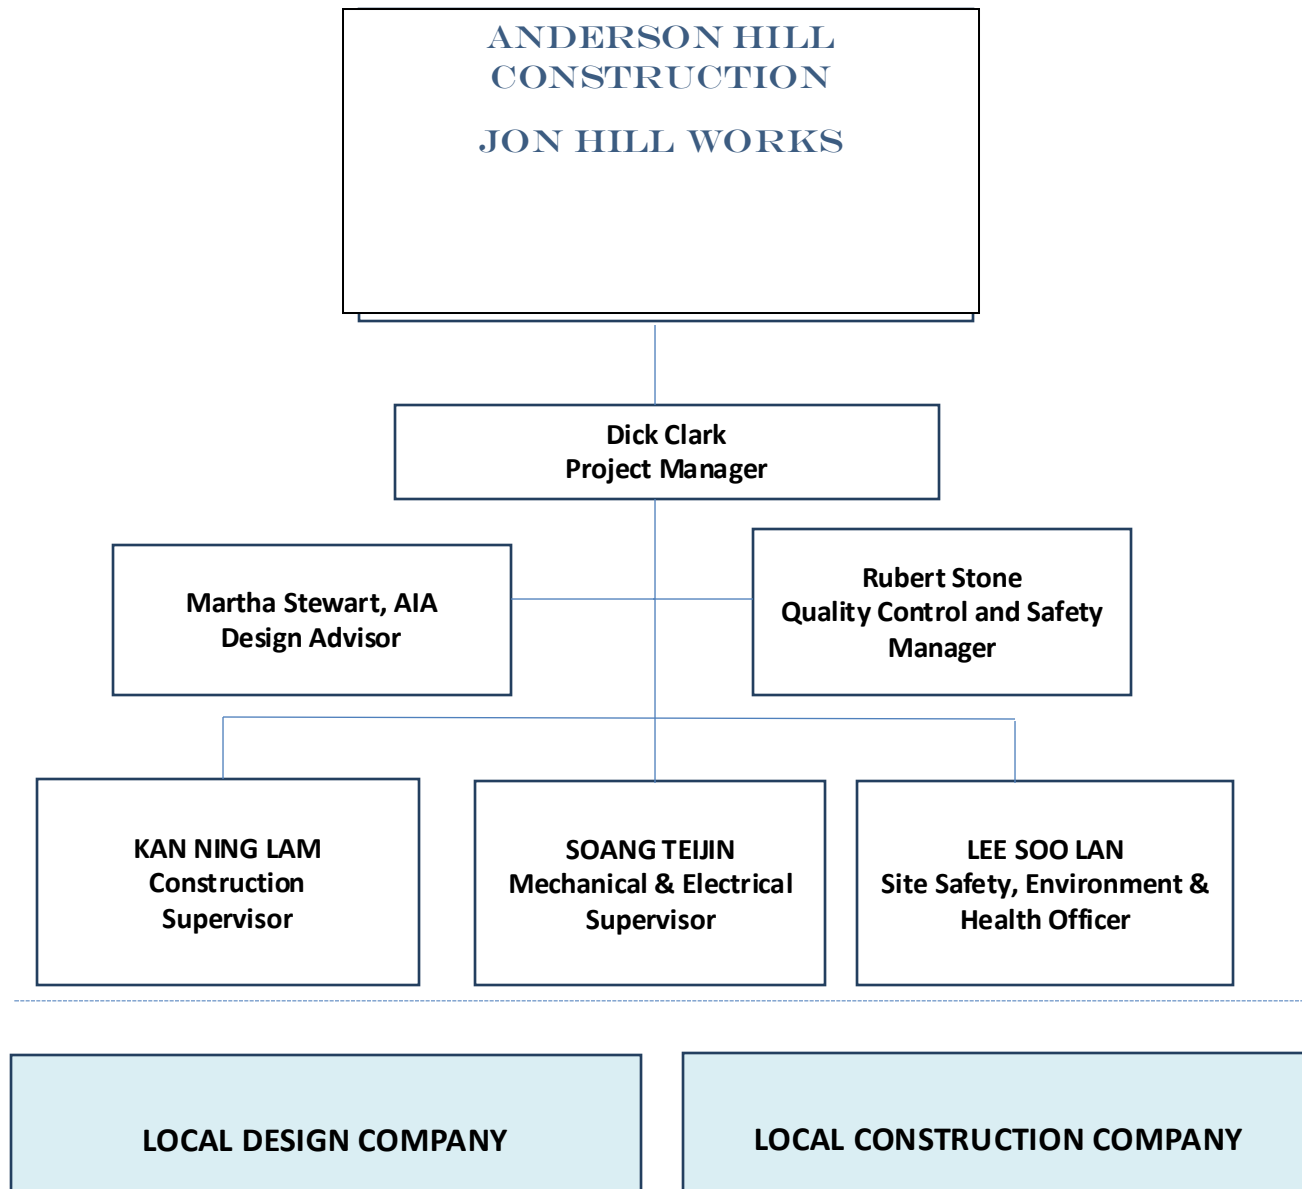 ANDERSON HILL
CONSTRUCTION
JON HILL WORKS
Dick Clark
Project Manager
Martha Stewart, AIA
Design Advisor
Rubert Stone
Quality Control and Safety
Manager
KAN NING LAM
Construction
Supervisor
SOANG TEIJIN
Mechanical & Electrical
Supervisor
LEE SOO LAN
Site Safety, Environment &
Health Officer
LOCAL DESIGN COMPANY
LOCAL CONSTRUCTION COMPANY